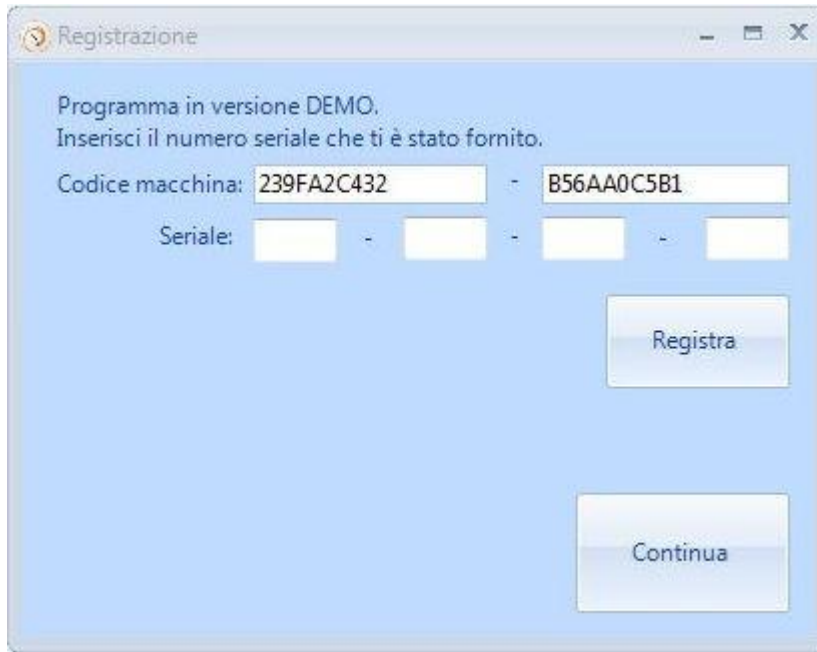 Registrazione
Programma in versione DEMO.
Inserisci il numero seriale che ti è stato fornito.
Codice macchina: 239FA2C432 - B56AA0C5B1
Seriale: - - -
Registra
Continua